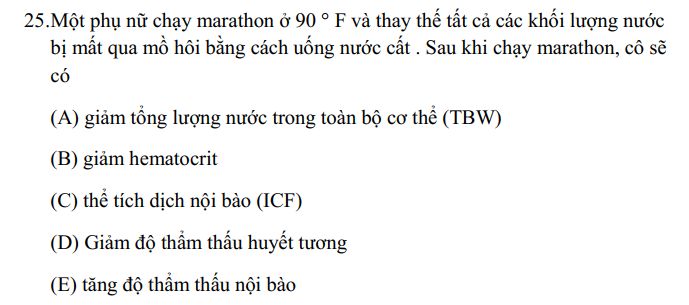 25.Một phụ nữ chạy marathon ở 90 ° F và thay thế tất cả các khối lượng nước
bị mất qua mồ hôi bằng cách uống nước cất . Sau khi chạy marathon, cô sẽ
có
(A) giảm tổng lượng nước trong toàn bộ cơ thể (TBW)
(B) giảm hematocrit
(C) thể tích dịch nội bào (ICF)
(D) Giảm độ thẩm thấu huyết tương
(E) tăng độ thẩm thấu nội bào